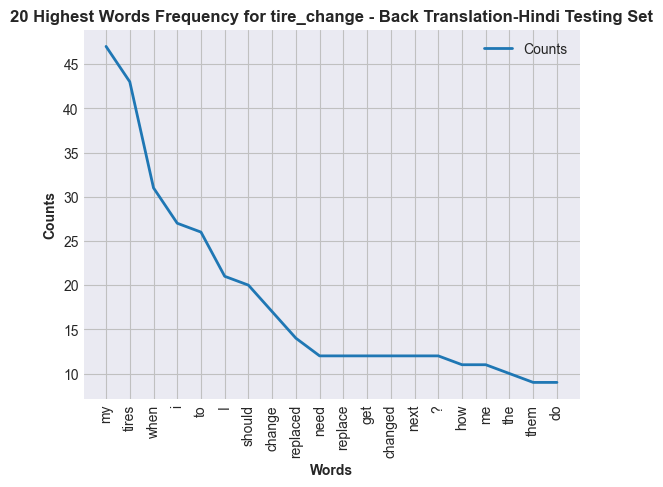 20 Highest Words Frequency for tire_change - Back Translation-Hindi Testing Set
Counts
45
40
35
30
25
20
15
10
Counts
my
tires
when
i
to
I
should
change
replaced
need
replace
get
changed
next
?
how
me
the
them
do
Words